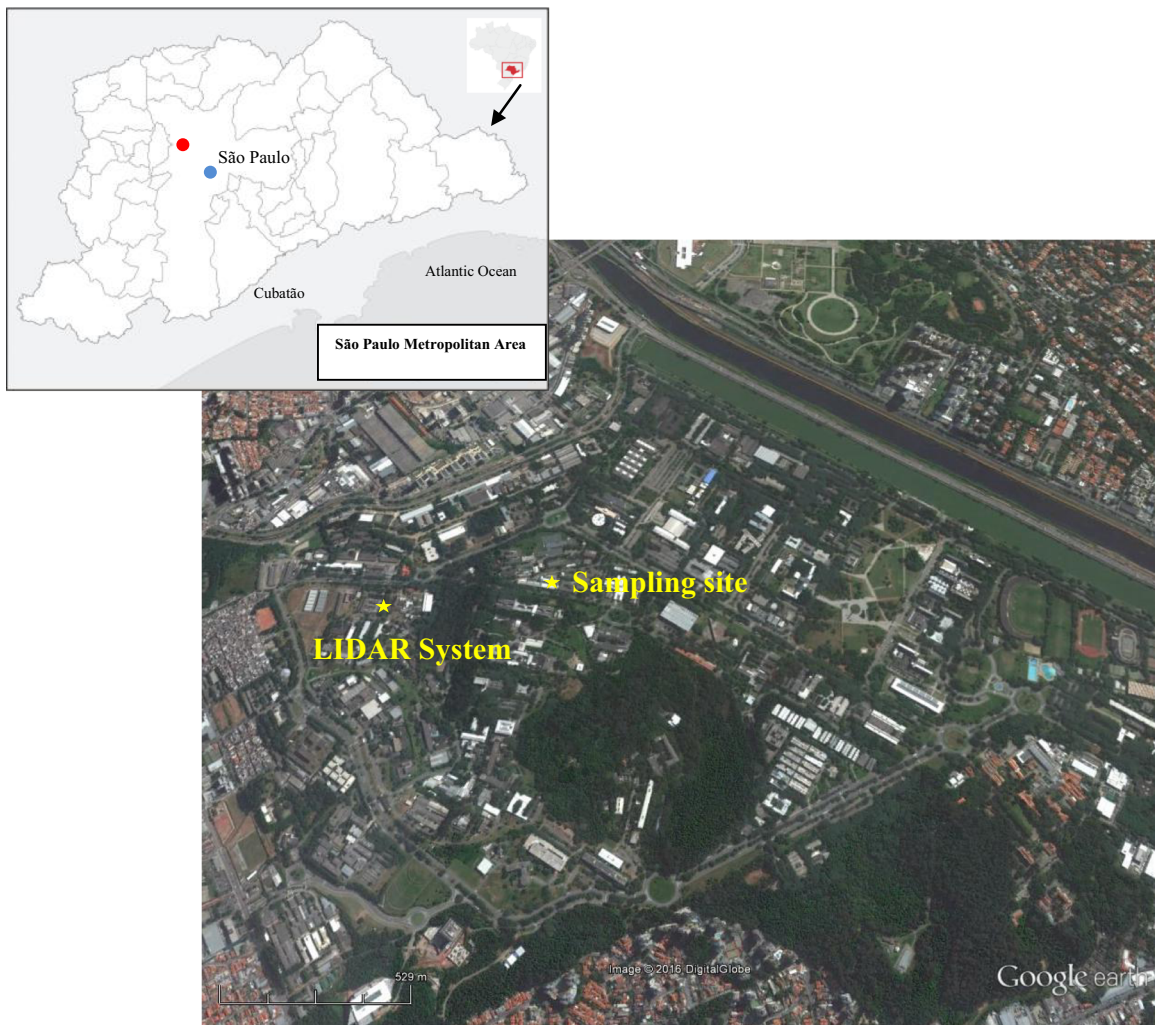 São Paulo
Atlantic Ocean
Cubatão
São Paulo Metropolitan Area
Sampling site
LIDAR System
529 m
Image © 2016 DigitalGlobe
Google earth